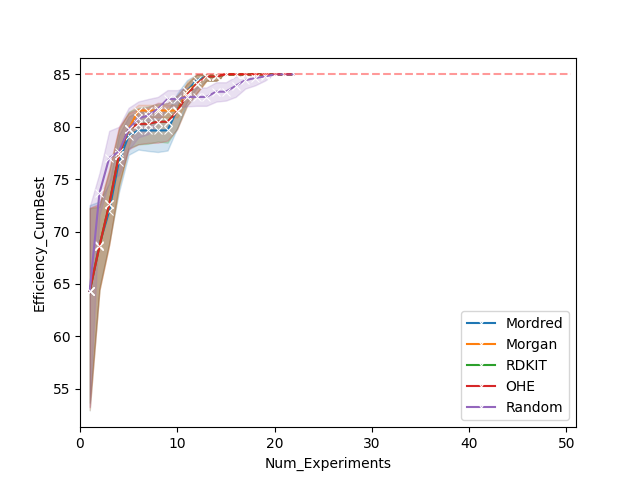 85
80
75
70
65
60
55
0 10 20 30 40 50
Efficiency_CumBest
Num_Experiments
Mordred
Morgan
RDKIT
OHE
Random